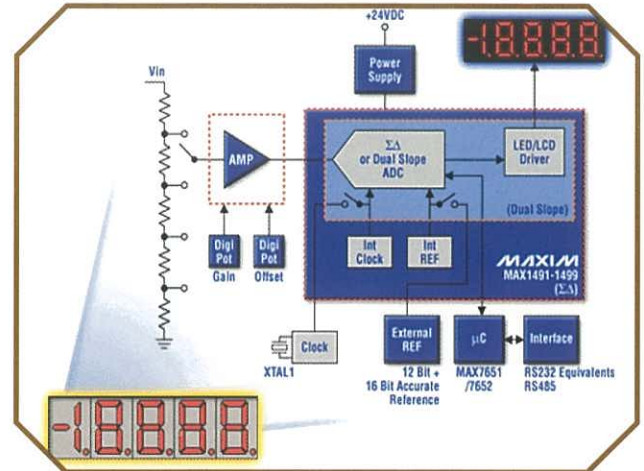 +24VDC
-1.8.8.8.8
Vin
Power
Supply
AMP
ΣΔ
or Dual Slope
ADC
LED/LCD
Driver
(Dual Slope)
Digi
Pot
Digi
Pot
Gain
Offset
Int
Clock
Int
REF
MAXIM
MAX1491-1499
(ΣΔ)
XTAL1
Clock
External
REF
µC
Interface
12 Bit +
16 Bit Accurate
Reference
MAX7651
/7652
RS232 Equivalents
RS485
-1.8.8.8.8